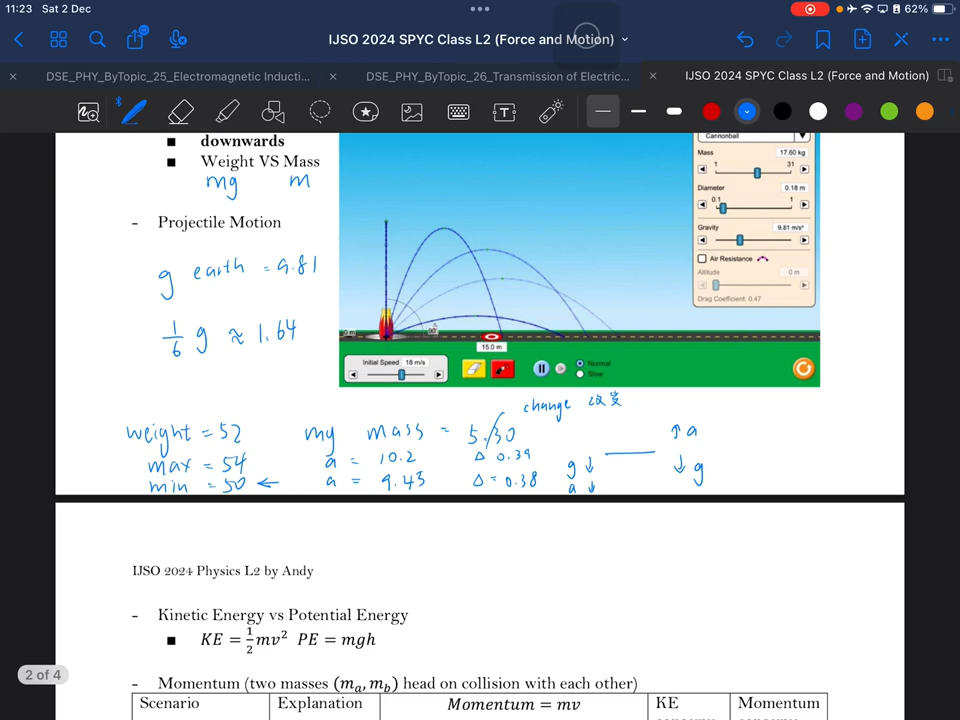 11:23 Sat 2 Dec
62%
IJSO 2024 SPYC Class L2 (Force and Motion)
DSE_PHY_ByTopic_25_Electromagnetic Inducti...
DSE_PHY_ByTopic_26_Transmission of Electric...
IJSO 2024 SPYC Class L2 (Force and Motion)
downwards
Weight VS Mass
mg m
- Projectile Motion
g earth = 9.81
1/6 g ≈ 1.64
Cannonball
Mass 17.60 kg
1 31
Diameter 0.18 m
0.1 1
Gravity 9.81 m/s²
Air Resistance
Altitude 0 m
Drag Coefficient: 0.47
0 m
15.0 m
Initial Speed 18 m/s
Normal
Slow
change 改变
weight = 52 my mass = 5.30 ↑ a
max = 54 a = 10.2 Δ 0.39 g ↓ ↓ g
min = 50 ← a = 9.43 Δ = 0.38 a ↓
IJSO 2024 Physics L2 by Andy
- Kinetic Energy vs Potential Energy
KE = 1/2 mv² PE = mgh
2 of 4
- Momentum (two masses (mₐ, m_b) head on collision with each other)
Scenario Explanation Momentum = mv KE Momentum